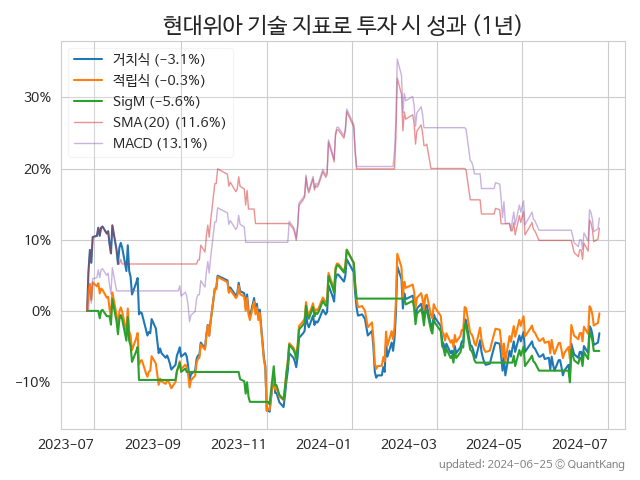 현대위아 기술 지표로 투자 시 성과 (1년)
거치식 (−3.1%)
적립식 (−0.3%)
SigM (−5.6%)
SMA(20) (11.6%)
MACD (13.1%)
30%
20%
10%
0%
−10%
2023-07 2023-09 2023-11 2024-01 2024-03 2024-05 2024-07
updated: 2024-06-25 © QuantKang